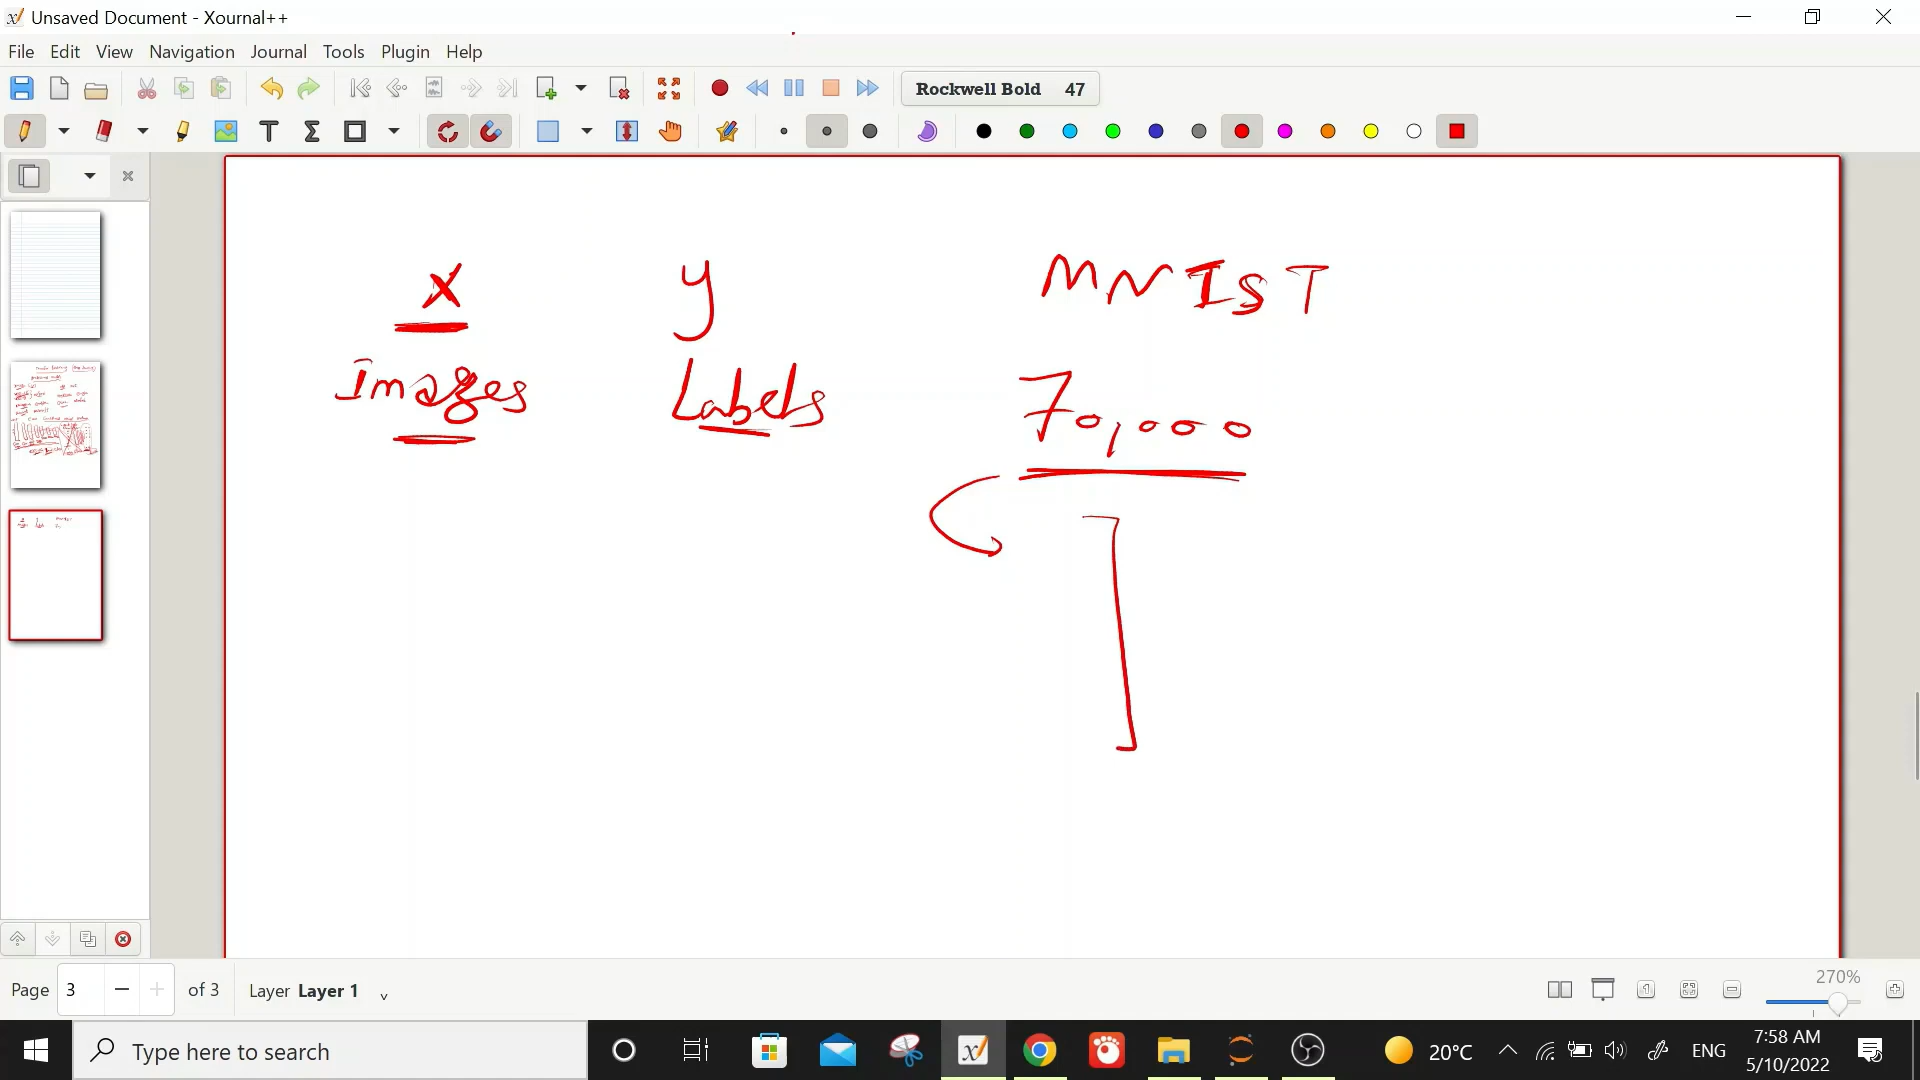 Unsaved Document - Xournal++
File Edit View Navigation Journal Tools Plugin Help
Rockwell Bold 47
x y MNIST
Images Labels 70,000
Page 3 of 3 Layer Layer 1
270%
Type here to search
20°C
ENG
7:58 AM
5/10/2022